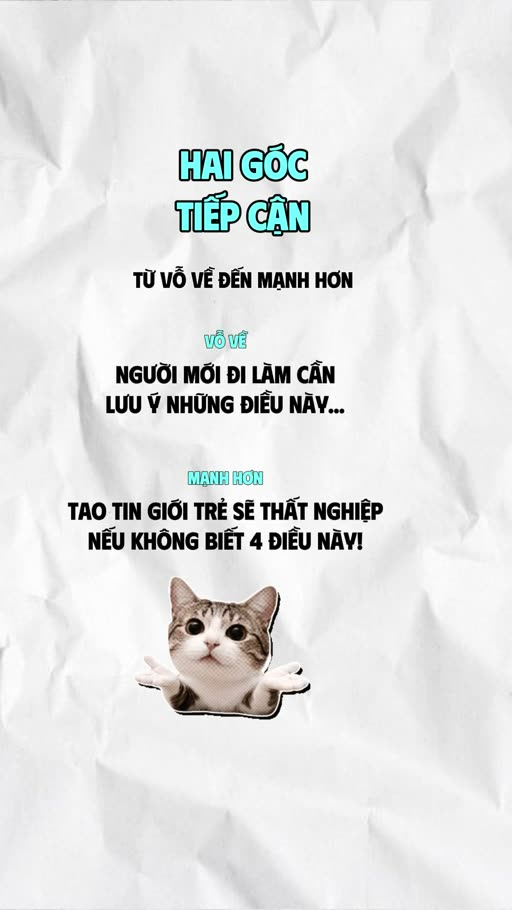 HAI GÓC
TIẾP CẬN
TỪ VỖ VỀ ĐẾN MẠNH HƠN
VỖ VỀ
NGƯỜI MỚI ĐI LÀM CẦN
LƯU Ý NHỮNG ĐIỀU NÀY...
MẠNH HƠN
TAO TIN GIỚI TRẺ SẼ THẤT NGHIỆP
NẾU KHÔNG BIẾT 4 ĐIỀU NÀY!